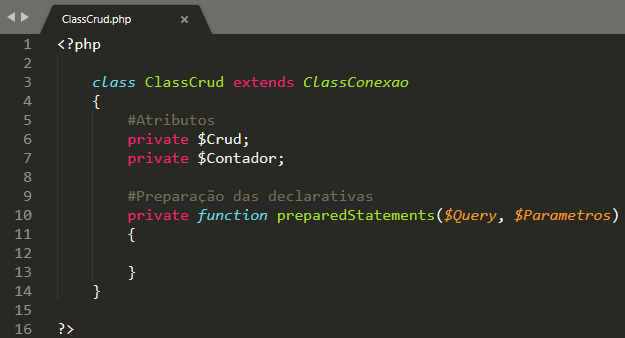 ClassCrud.php ×
1 <?php
2
3 class ClassCrud extends ClassConexao
4 {
5 #Atributos
6 private $Crud;
7 private $Contador;
8
9 #Preparação das declarativas
10 private function preparedStatements($Query, $Parametros)
11 {
12
13 }
14 }
15
16 ?>